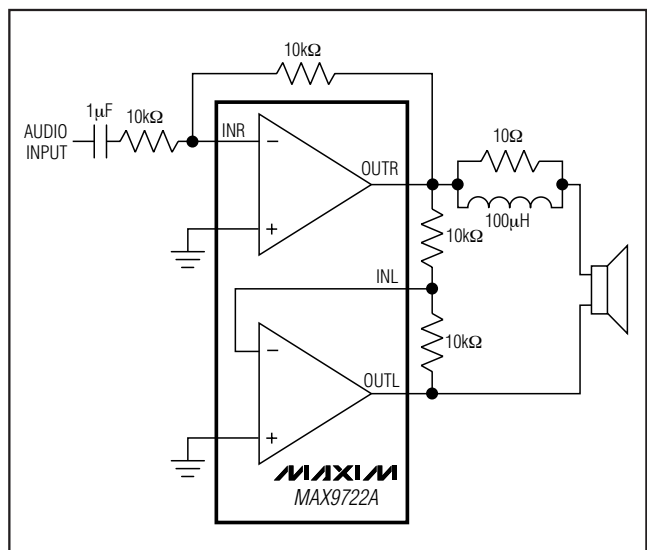 10kΩ
1µF
10kΩ
AUDIO
INPUT
INR
−
+
OUTR
10Ω
100µH
10kΩ
INL
10kΩ
−
+
OUTL
MAXIM
MAX9722A